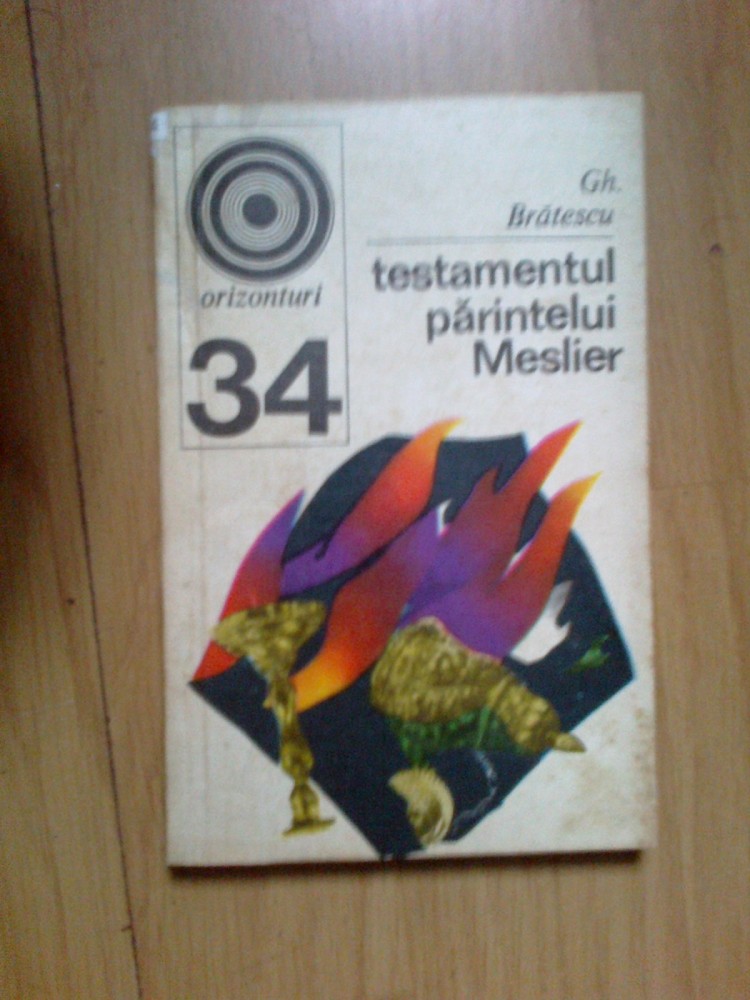 orizonturi
34
Gh.
Brătescu
testamentul
părintelui
Meslier